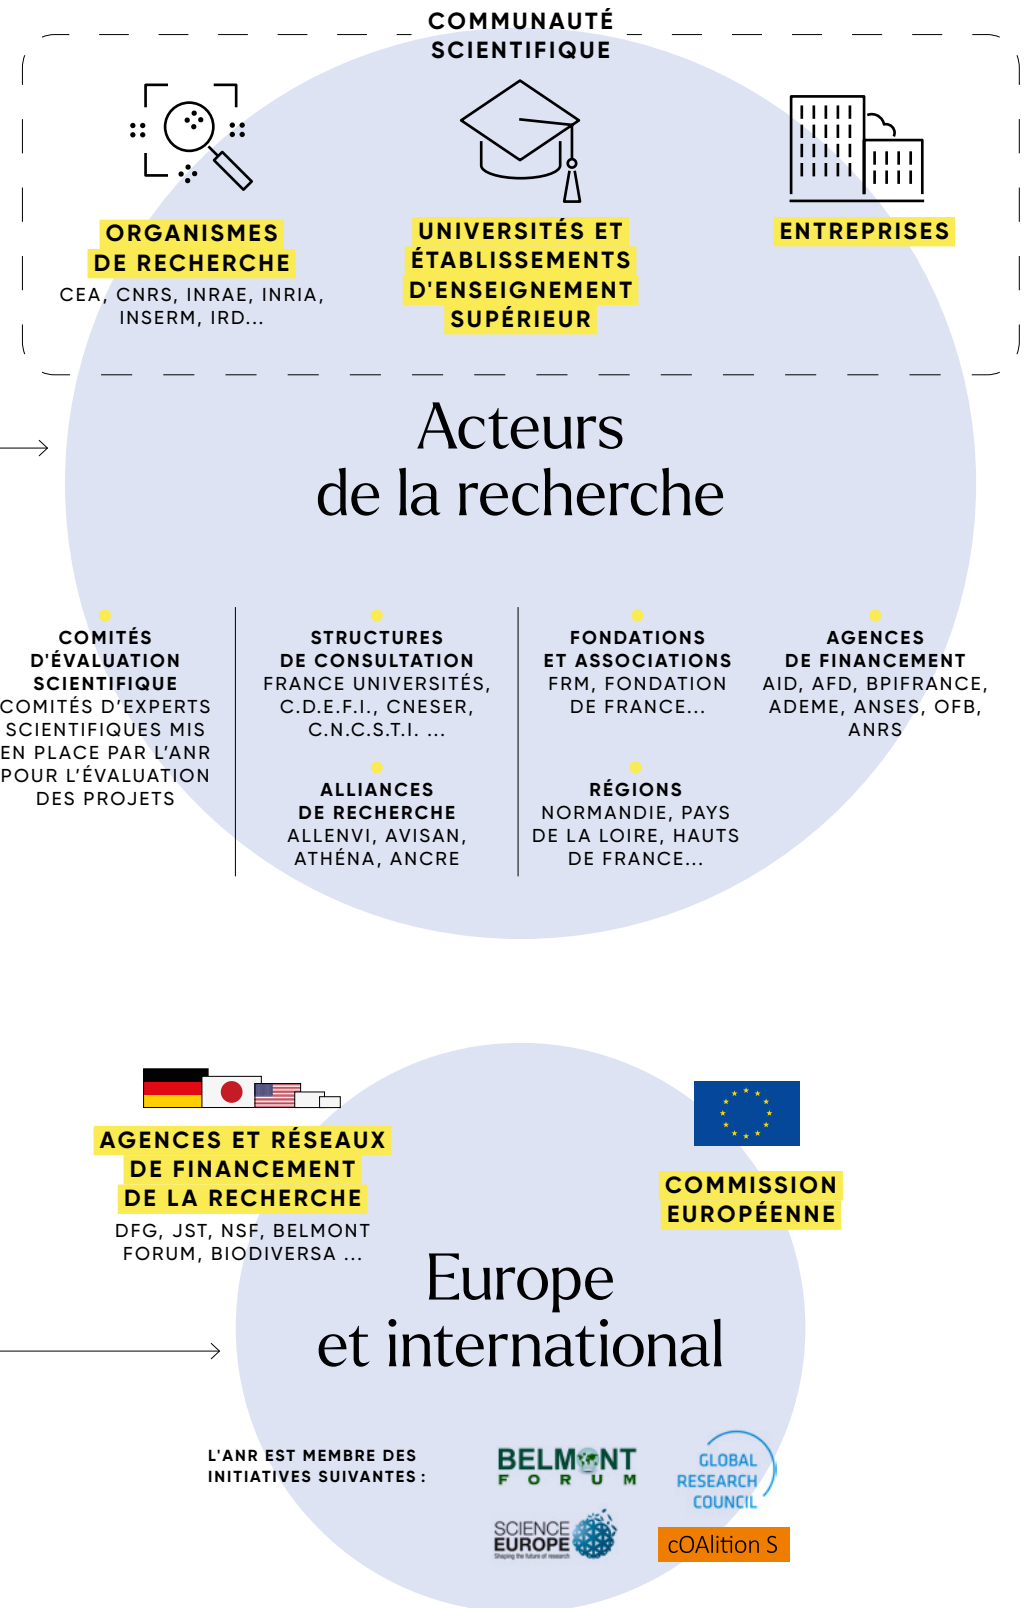 COMMUNAUTÉ
SCIENTIFIQUE
ORGANISMES
DE RECHERCHE
CEA, CNRS, INRAE, INRIA,
INSERM, IRD...
UNIVERSITÉS ET
ÉTABLISSEMENTS
D'ENSEIGNEMENT
SUPÉRIEUR
ENTREPRISES
Acteurs
de la recherche
COMITÉS
D'ÉVALUATION
SCIENTIFIQUE
COMITÉS D'EXPERTS
SCIENTIFIQUES MIS
EN PLACE PAR L'ANR
POUR L'ÉVALUATION
DES PROJETS
STRUCTURES
DE CONSULTATION
FRANCE UNIVERSITÉS,
C.D.E.F.I., CNESER,
C.N.C.S.T.I. ...
ALLIANCES
DE RECHERCHE
ALLENVI, AVISAN,
ATHÉNA, ANCRE
FONDATIONS
ET ASSOCIATIONS
FRM, FONDATION
DE FRANCE...
RÉGIONS
NORMANDIE, PAYS
DE LA LOIRE, HAUTS
DE FRANCE...
AGENCES
DE FINANCEMENT
AID, AFD, BPIFRANCE,
ADEME, ANSES, OFB,
ANRS
AGENCES ET RÉSEAUX
DE FINANCEMENT
DE LA RECHERCHE
DFG, JST, NSF, BELMONT
FORUM, BIODIVERSA ...
COMMISSION
EUROPÉENNE
Europe
et international
L'ANR EST MEMBRE DES
INITIATIVES SUIVANTES :
BELMONT
FORUM
GLOBAL
RESEARCH
COUNCIL
SCIENCE
EUROPE
Shaping the future of research
cOAlition S